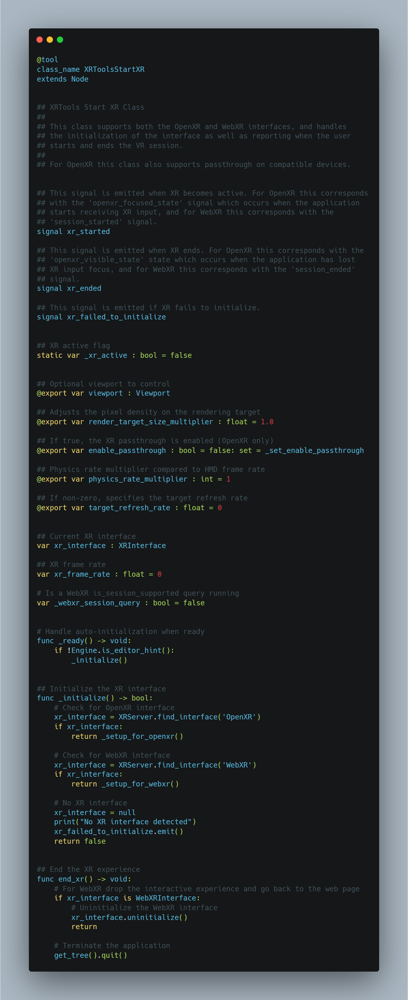 @tool
class_name XRToolsStartXR
extends Node
## XRTools Start XR Class
##
## This class supports both the OpenXR and WebXR interfaces, and handles
## the initialization of the interface as well as reporting when the user
## starts and ends the VR session.
##
## For OpenXR this class also supports passthrough on compatible devices.
## This signal is emitted when XR becomes active. For OpenXR this corresponds
## with the 'openxr_focused_state' signal which occurs when the application
## starts receiving XR input, and for WebXR this corresponds with the
## 'session_started' signal.
signal xr_started
## This signal is emitted when XR ends. For OpenXR this corresponds with the
## 'openxr_visible_state' state which occurs when the application has lost
## XR input focus, and for WebXR this corresponds with the 'session_ended'
## signal.
signal xr_ended
## This signal is emitted if XR fails to initialize.
signal xr_failed_to_initialize
## XR active flag
static var _xr_active : bool = false
## Optional viewport to control
@export var viewport : Viewport
## Adjusts the pixel density on the rendering target
@export var render_target_size_multiplier : float = 1.0
## If true, the XR passthrough is enabled (OpenXR only)
@export var enable_passthrough : bool = false: set = _set_enable_passthrough
## Physics rate multiplier compared to HMD frame rate
@export var physics_rate_multiplier : int = 1
## If non-zero, specifies the target refresh rate
@export var target_refresh_rate : float = 0
## Current XR interface
var xr_interface : XRInterface
## XR frame rate
var xr_frame_rate : float = 0
# Is a WebXR is_session_supported query running
var _webxr_session_query : bool = false
# Handle auto-initialization when ready
func _ready() -> void:
    if !Engine.is_editor_hint():
        _initialize()
## Initialize the XR interface
func _initialize() -> bool:
    # Check for OpenXR interface
    xr_interface = XRServer.find_interface('OpenXR')
    if xr_interface:
        return _setup_for_openxr()
    # Check for WebXR interface
    xr_interface = XRServer.find_interface('WebXR')
    if xr_interface:
        return _setup_for_webxr()
    # No XR interface
    xr_interface = null
    print("No XR interface detected")
    xr_failed_to_initialize.emit()
    return false
## End the XR experience
func end_xr() -> void:
    # For WebXR drop the interactive experience and go back to the web page
    if xr_interface is WebXRInterface:
        # Uninitialize the WebXR interface
        xr_interface.uninitialize()
        return
    # Terminate the application
    get_tree().quit()